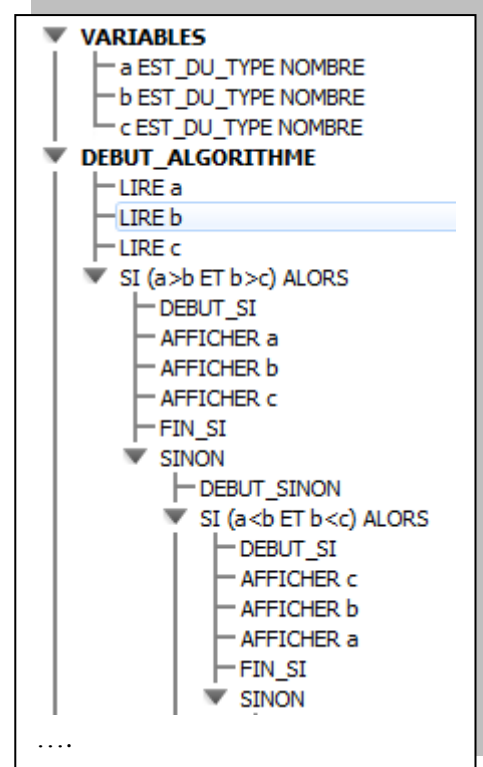 VARIABLES
a EST_DU_TYPE NOMBRE
b EST_DU_TYPE NOMBRE
c EST_DU_TYPE NOMBRE
DEBUT_ALGORITHME
LIRE a
LIRE b
LIRE c
SI (a>b ET b>c) ALORS
DEBUT_SI
AFFICHER a
AFFICHER b
AFFICHER c
FIN_SI
SINON
DEBUT_SINON
SI (a<b ET b<c) ALORS
DEBUT_SI
AFFICHER c
AFFICHER b
AFFICHER a
FIN_SI
SINON
....